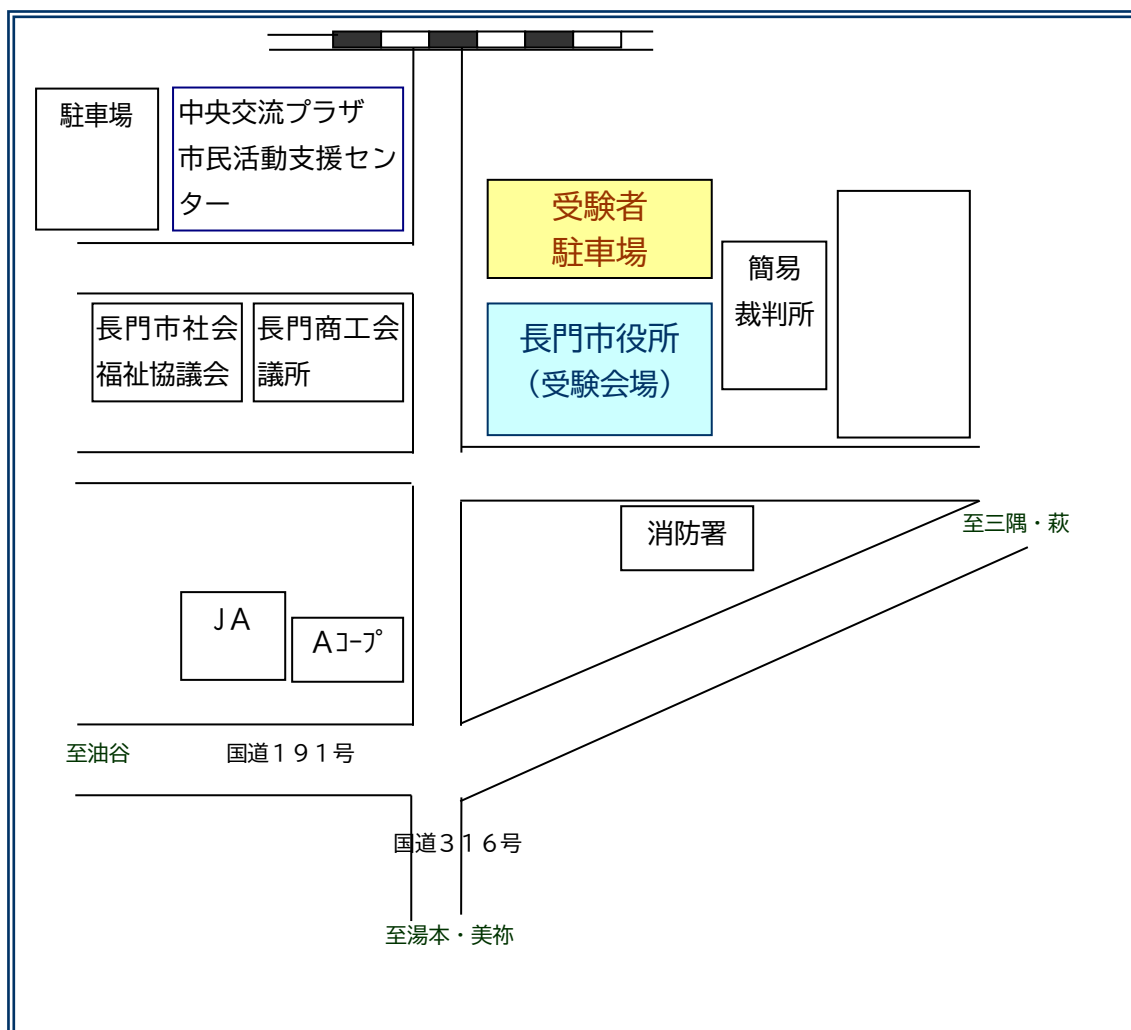 駐車場
中央交流プラザ
市民活動支援セン
ター
受験者
駐車場
簡易
裁判所
長門市社会
福祉協議会
長門商工会
議所
長門市役所
（受験会場）
消防署
至三隅・萩
ＪＡ
Ａｺｰﾌﾟ
至油谷
国道１９１号
国道３１６号
至湯本・美祢